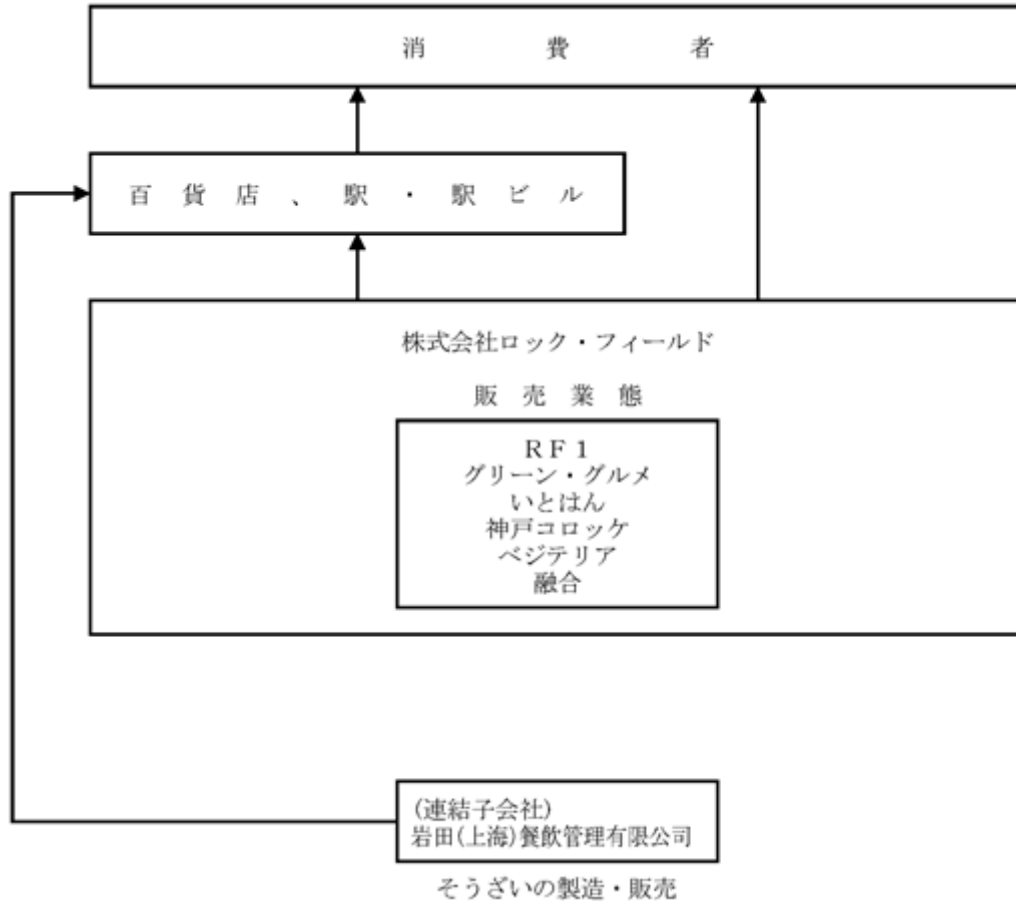 消費者
百貨店、駅・駅ビル
株式会社ロック・フィールド
販売業態
ＲＦ１
グリーン・グルメ
いとはん
神戸コロッケ
ベジテリア
融合
(連結子会社)
岩田(上海)餐飲管理有限公司
そうざいの製造・販売